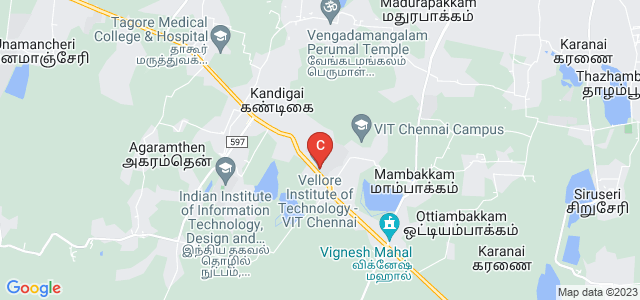 Madurapakkam
மதுரபாக்கம்
Tagore Medical
College & Hospital
தாகூர்
மருத்துவக்...
Vengadamangalam
Perumal Temple
வேங்கடமங்கலம்
பெருமாள்...
Unamancheri
னைமாஞ்சேரி
Karanai
கரணை
Thazhamb
தாழம்பூ
Kandigai
கண்டிகை
597
C
VIT Chennai Campus
Agaramthen
அகரம்தென்
Vellore
Institute of
Technology -
VIT Chennai
Mambakkam
மாம்பாக்கம்
Indian Institute
of Information
Technology,
Design and...
இந்திய தகவல்
தொழில்
நுட்பம்,...
Siruseri
சிறுசேரி
Ottiambakkam
ஒட்டியம்பாக்கம்
Vignesh Mahal
விக்னேஷ்
மஹால்
Karanai
கரணை
Google
Map data ©2023